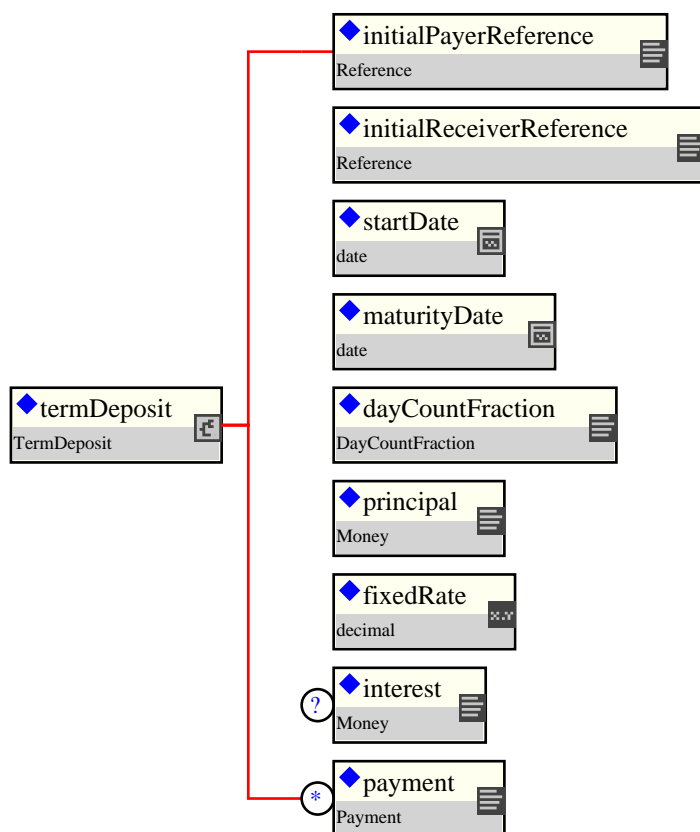 initialPayerReference
Reference
initialReceiverReference
Reference
startDate
date
maturityDate
date
termDeposit
TermDeposit
dayCountFraction
DayCountFraction
principal
Money
fixedRate
x.y
decimal
?
interest
Money
*
payment
Payment